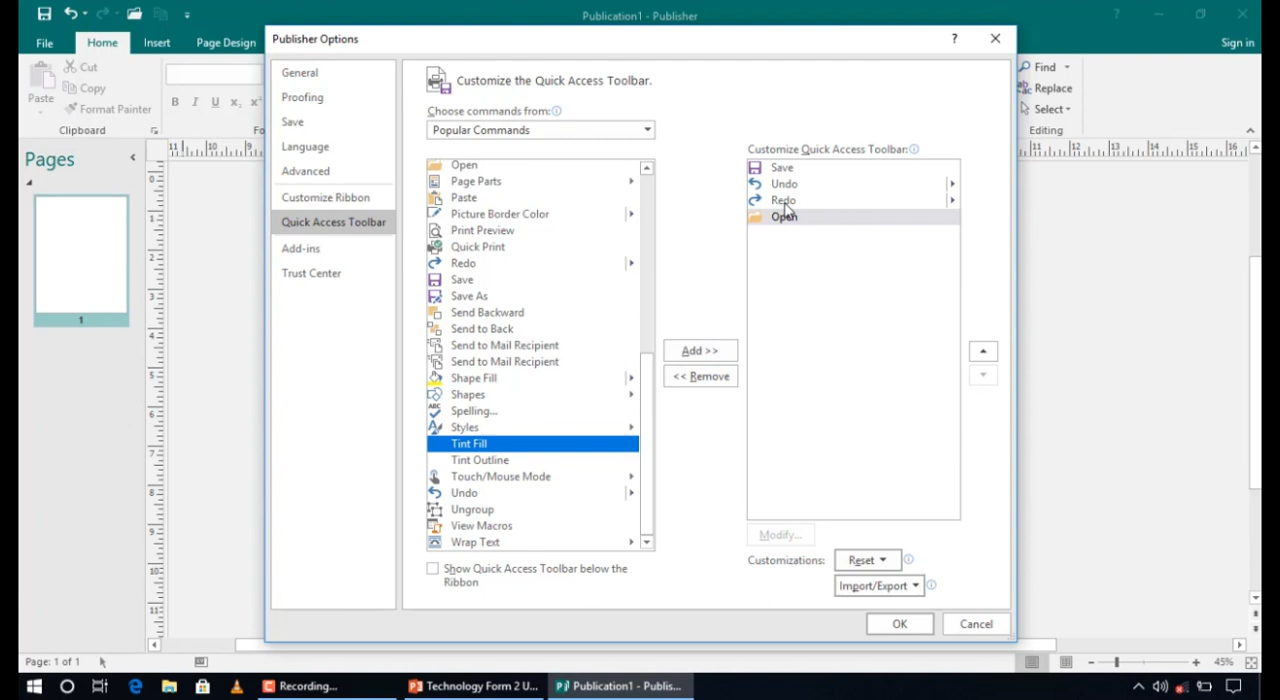 Publication1 - Publisher
File
Home
Insert
Page Design
Sign in
Paste
Cut
Copy
Format Painter
Clipboard
B I U
Find
Replace
Select
Editing
Pages
1
Publisher Options
General
Proofing
Save
Language
Advanced
Customize Ribbon
Quick Access Toolbar
Add-ins
Trust Center
Customize the Quick Access Toolbar.
Choose commands from:
Popular Commands
Open
Page Parts
Paste
Picture Border Color
Print Preview
Quick Print
Redo
Save
Save As
Send Backward
Send to Back
Send to Mail Recipient
Send to Mail Recipient
Shape Fill
Shapes
Spelling...
Styles
Tint Fill
Tint Outline
Touch/Mouse Mode
Undo
Ungroup
View Macros
Wrap Text
Show Quick Access Toolbar below the
Ribbon
Add >>
<< Remove
Customize Quick Access Toolbar:
Save
Undo
Redo
Open
Modify...
Customizations:
Reset
Import/Export
OK
Cancel
Page: 1 of 1
45%
Recording...
Technology Form 2 U...
Publication1 - Publis...